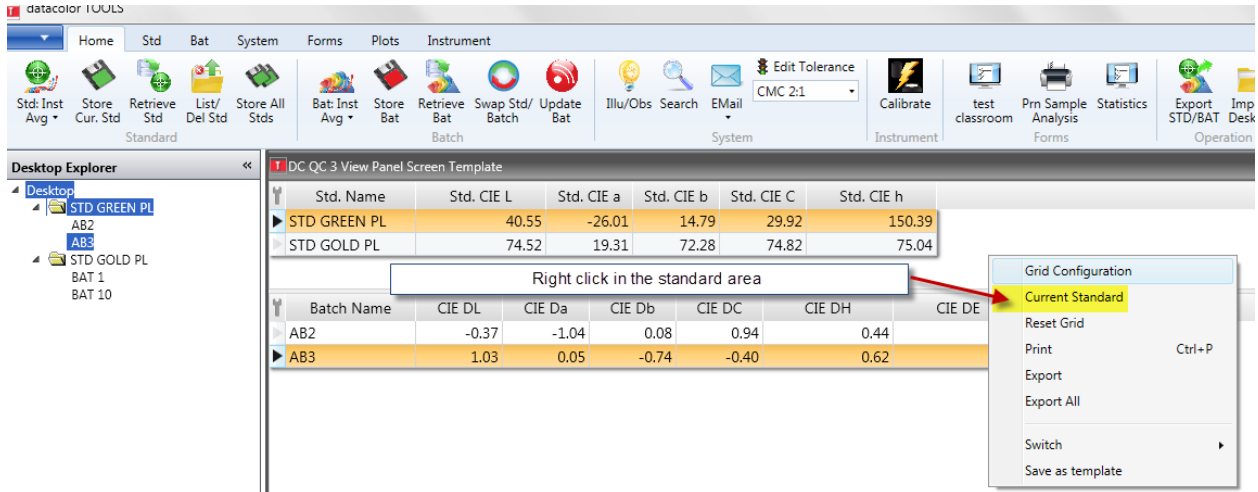 datacolor TOOLS
Home Std Bat System Forms Plots Instrument
Std: Inst Avg Store Cur. Std Retrieve Std List/ Del Std Store All Stds
Standard
Bat: Inst Avg Store Bat Retrieve Bat Swap Std/ Batch Update Bat
Batch
Illu/Obs Search EMail Edit Tolerance
CMC 2:1
System
Calibrate
Instrument
test classroom Prn Sample Analysis Statistics
Forms
Export STD/BAT
Operation
Desktop Explorer «
Desktop
STD GREEN PL
AB2
AB3
STD GOLD PL
BAT 1
BAT 10
DC QC 3 View Panel Screen Template
Std. Name Std. CIE L Std. CIE a Std. CIE b Std. CIE C Std. CIE h
STD GREEN PL 40.55 -26.01 14.79 29.92 150.39
STD GOLD PL 74.52 19.31 72.28 74.82 75.04
Right click in the standard area
Batch Name CIE DL CIE Da CIE Db CIE DC CIE DH CIE DE
AB2 -0.37 -1.04 0.08 0.94 0.44
AB3 1.03 0.05 -0.74 -0.40 0.62
Grid Configuration
Current Standard
Reset Grid
Print Ctrl+P
Export
Export All
Switch
Save as template